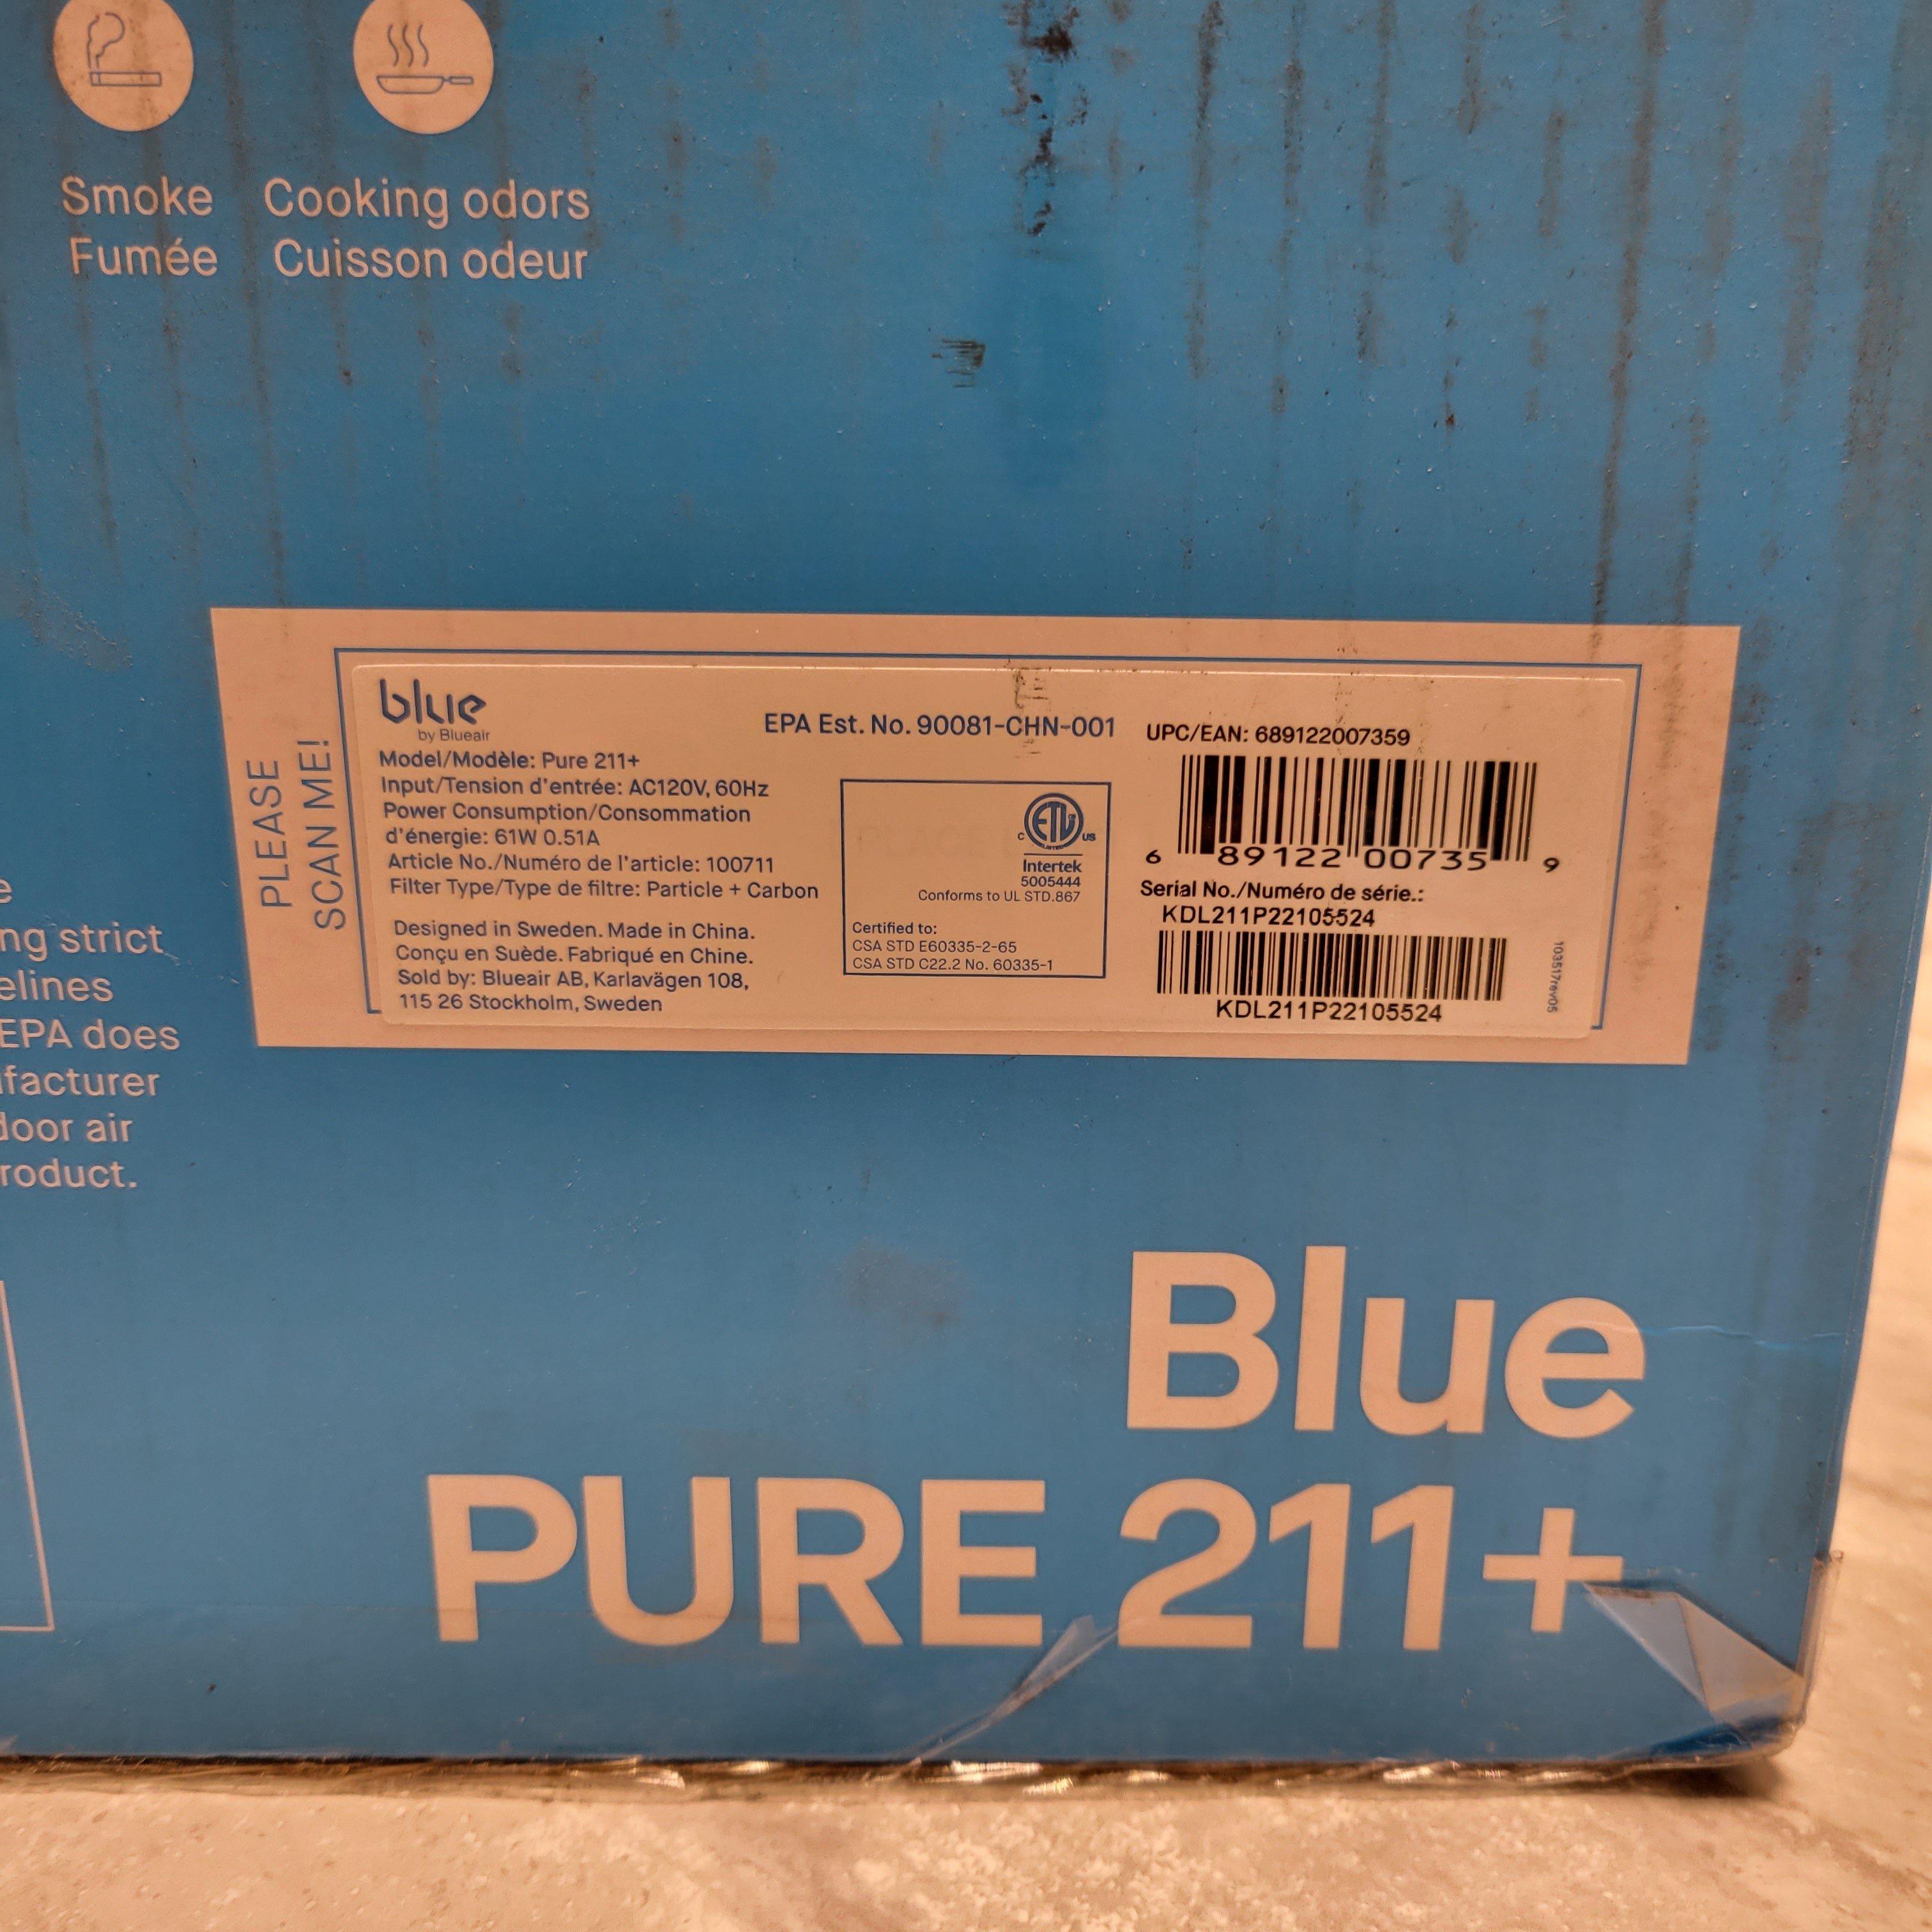 Smoke
Fumée
Cooking odors
Cuisson odeur
ng strict
elines
EPA does
facturer
door air
roduct.
PLEASE
SCAN ME!
blue
by Blueair
Model/Modèle: Pure 211+
Input/Tension d'entrée: AC120V, 60Hz
Power Consumption/Consommation
d'énergie: 61W 0.51A
Article No./Numéro de l'article: 100711
Filter Type/Type de filtre: Particle + Carbon
Designed in Sweden. Made in China.
Conçu en Suède. Fabriqué en Chine.
Sold by: Blueair AB, Karlavägen 108,
115 26 Stockholm, Sweden
EPA Est. No. 90081-CHN-001
C ETL US
Intertek
5005444
Conforms to UL STD.867
Certified to:
CSA STD E60335-2-65
CSA STD C22.2 No. 60335-1
UPC/EAN: 689122007359
6 89122 00735 9
Serial No./Numéro de série.:
KDL211P22105524
KDL211P22105524
103517rev05
Blue
PURE 211+